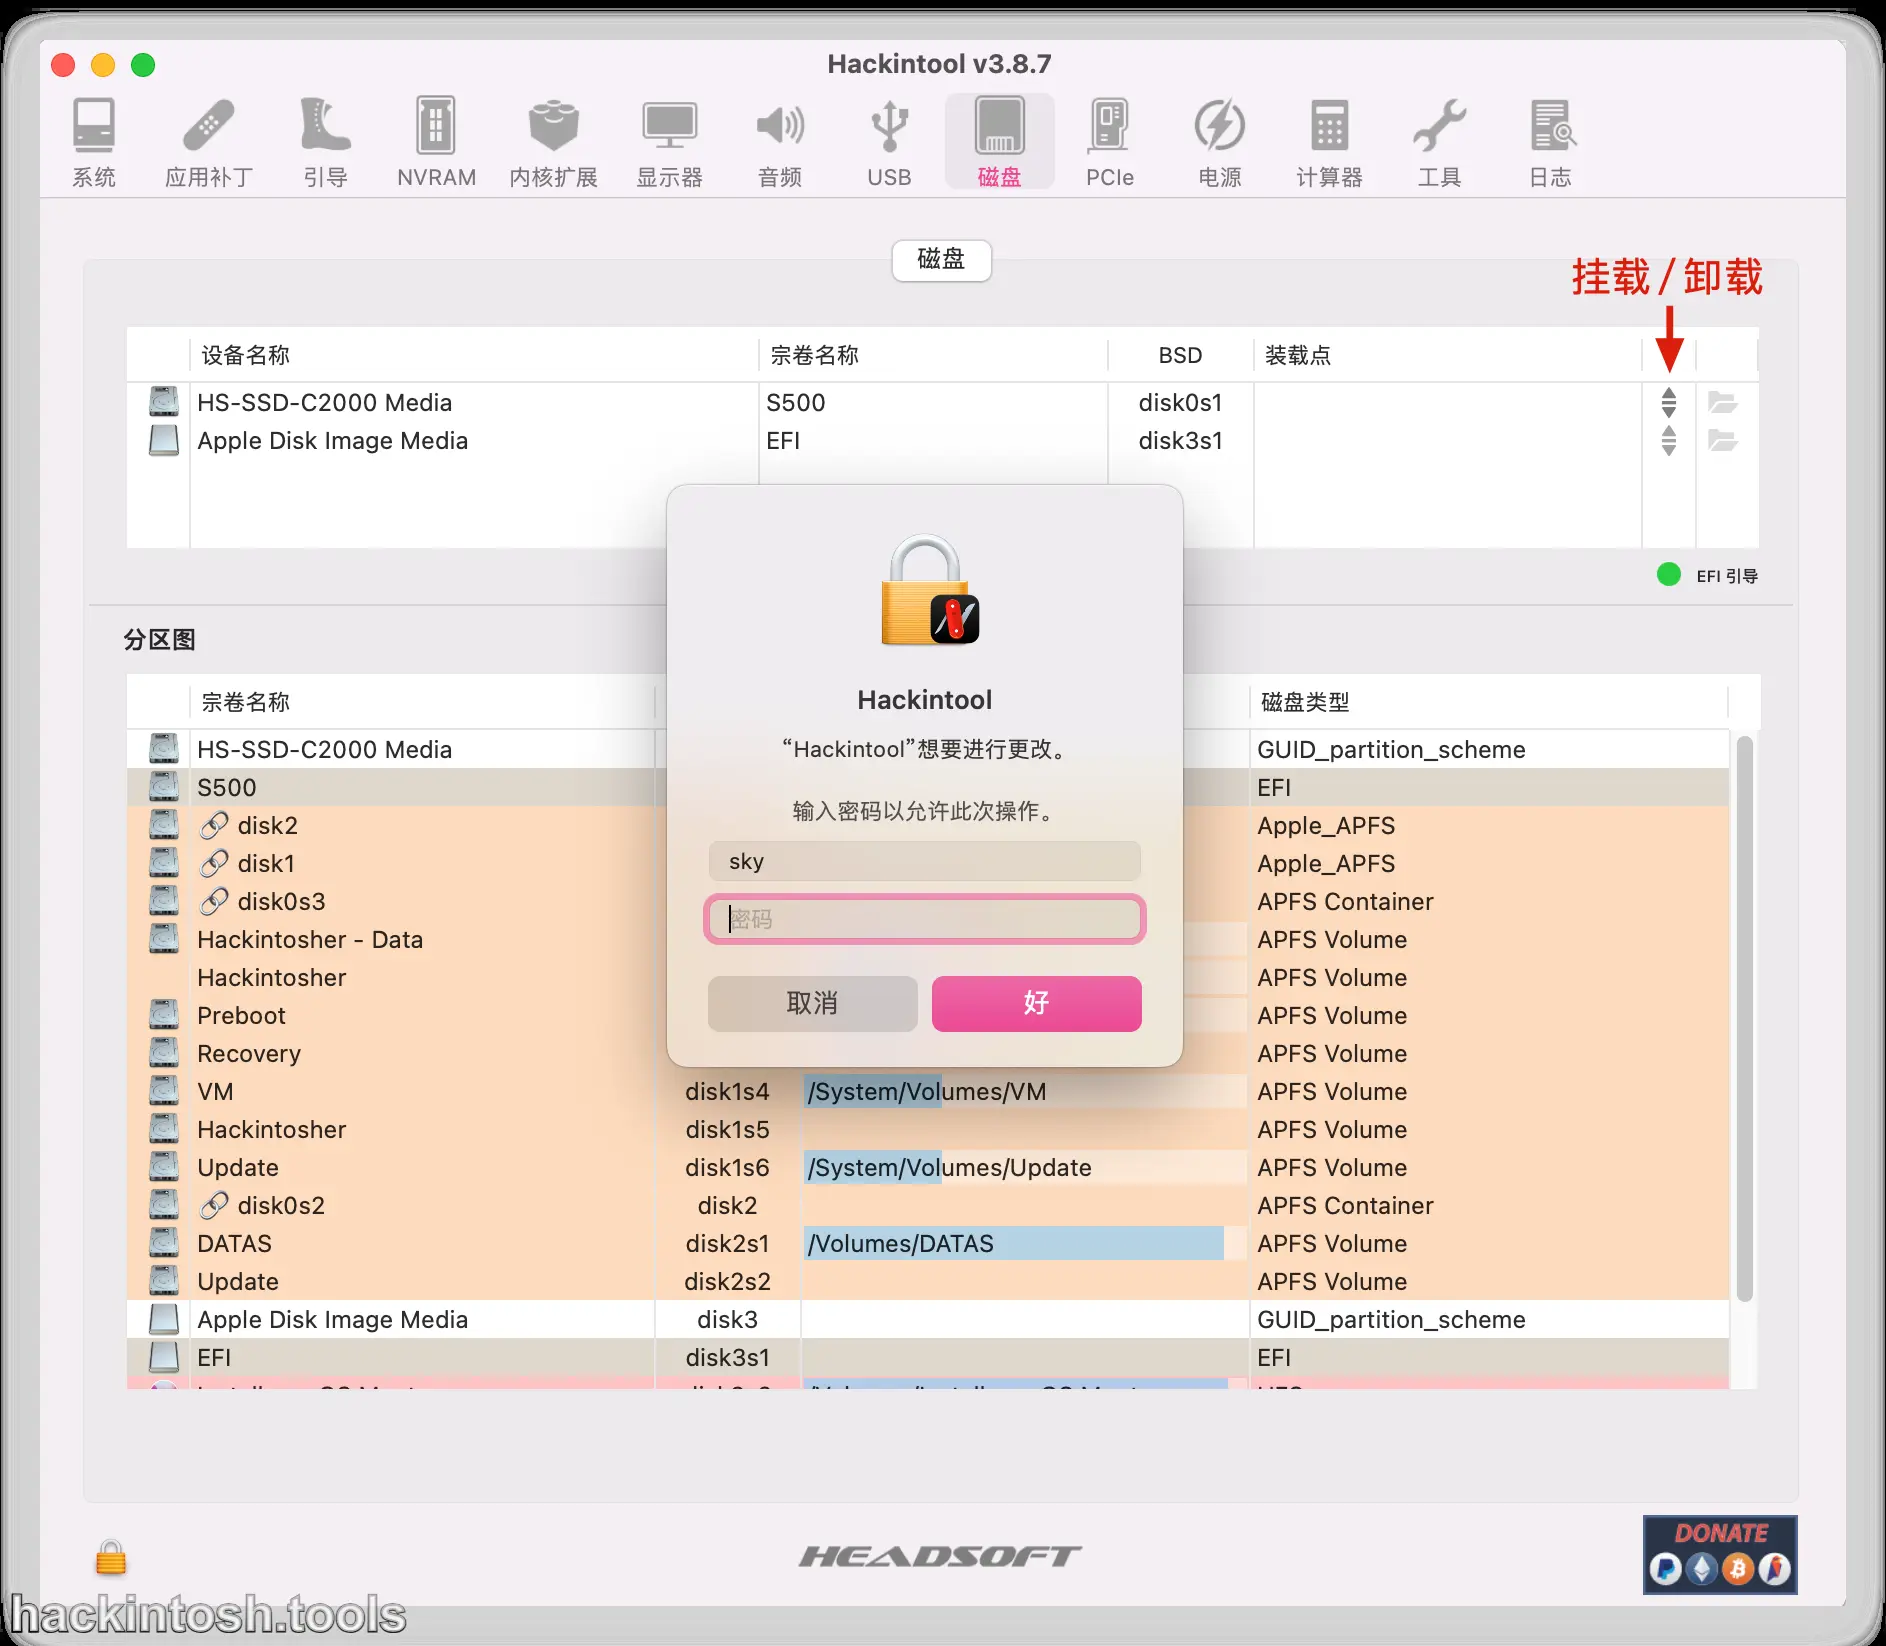 Hackintool v3.8.7
系统 应用补丁 引导 NVRAM 内核扩展 显示器 音频 USB 磁盘 PCIe 电源 计算器 工具 日志
磁盘
挂载 / 卸载
设备名称 宗卷名称 BSD 装载点
HS-SSD-C2000 Media S500 disk0s1
Apple Disk Image Media EFI disk3s1
EFI 引导
分区图
宗卷名称 磁盘类型
HS-SSD-C2000 Media GUID_partition_scheme
S500 EFI
disk2 Apple_APFS
disk1 Apple_APFS
disk0s3 APFS Container
Hackintosher - Data APFS Volume
Hackintosher APFS Volume
Preboot APFS Volume
Recovery APFS Volume
VM disk1s4 /System/Volumes/VM APFS Volume
Hackintosher disk1s5 APFS Volume
Update disk1s6 /System/Volumes/Update APFS Volume
disk0s2 disk2 APFS Container
DATAS disk2s1 /Volumes/DATAS APFS Volume
Update disk2s2 APFS Volume
Apple Disk Image Media disk3 GUID_partition_scheme
EFI disk3s1 EFI
Hackintool
“Hackintool”想要进行更改。
输入密码以允许此次操作。
sky
密码
取消 好
HEADSOFT
DONATE
hackintosh.tools